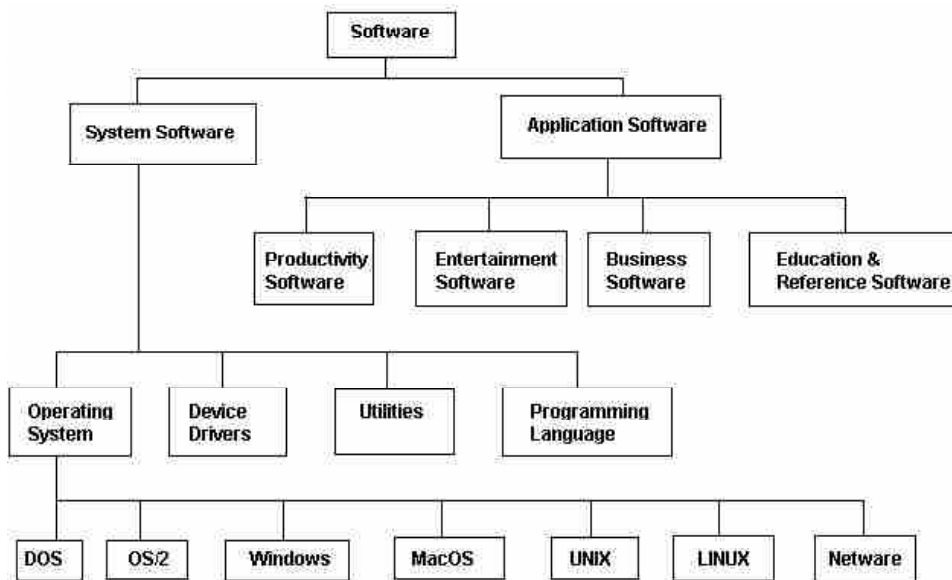 Software
System Software
Application Software
Productivity
Software
Entertainment
Software
Business
Software
Education &
Reference Software
Operating
System
Device
Drivers
Utilities
Programming
Language
DOS
OS/2
Windows
MacOS
UNIX
LINUX
Netware